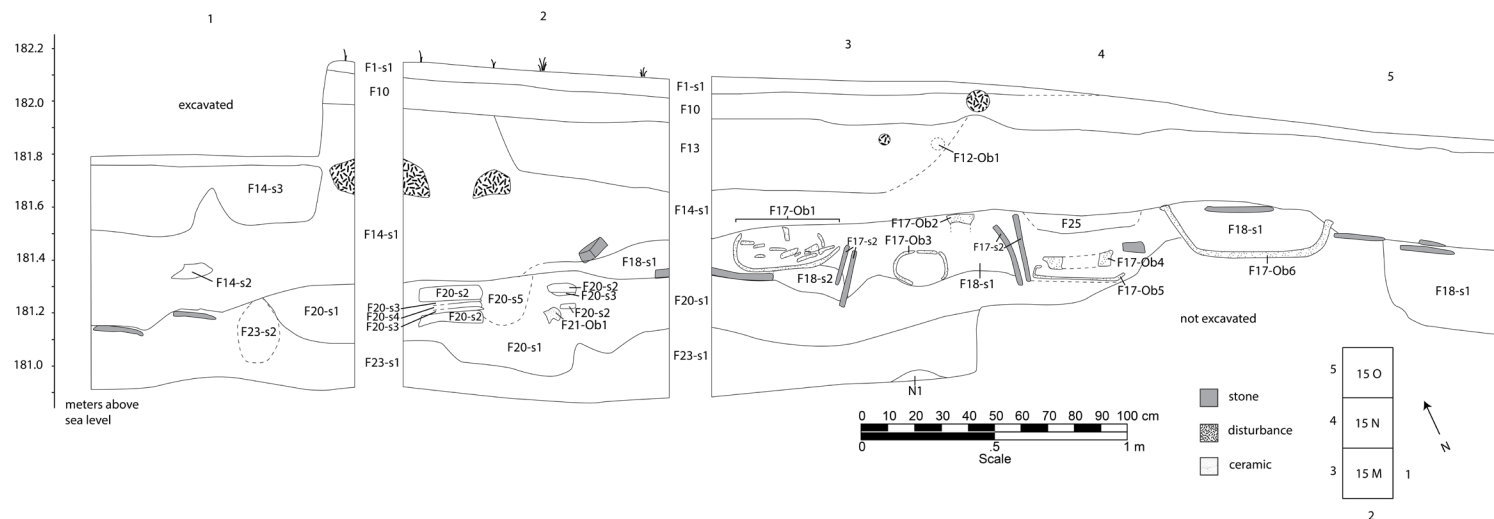 1
2
3
4
5
182.2
182.0
181.8
181.6
181.4
181.2
181.0
meters above
sea level
excavated
F14-s3
F14-s2
F23-s2
F20-s1
F1-s1
F10
F14-s1
F20-s3
F20-s4
F20-s3
F23-s1
F20-s2
F20-s2
F20-s5
F20-s1
F20-s2
F20-s3
F20-s2
F21-Ob1
F18-s1
F1-s1
F10
F13
F14-s1
F20-s1
F23-s1
F12-Ob1
F17-Ob1
F17-s2
F18-s2
F17-Ob2
F17-Ob3
F17-s2
F18-s1
F25
F17-Ob4
F17-Ob5
F18-s1
F17-Ob6
F18-s1
not excavated
N1
0 10 20 30 40 50 60 70 80 90 100 cm
0 .5 1 m
Scale
stone
disturbance
ceramic
5 15 O
4 15 N
3 15 M 1
2
N